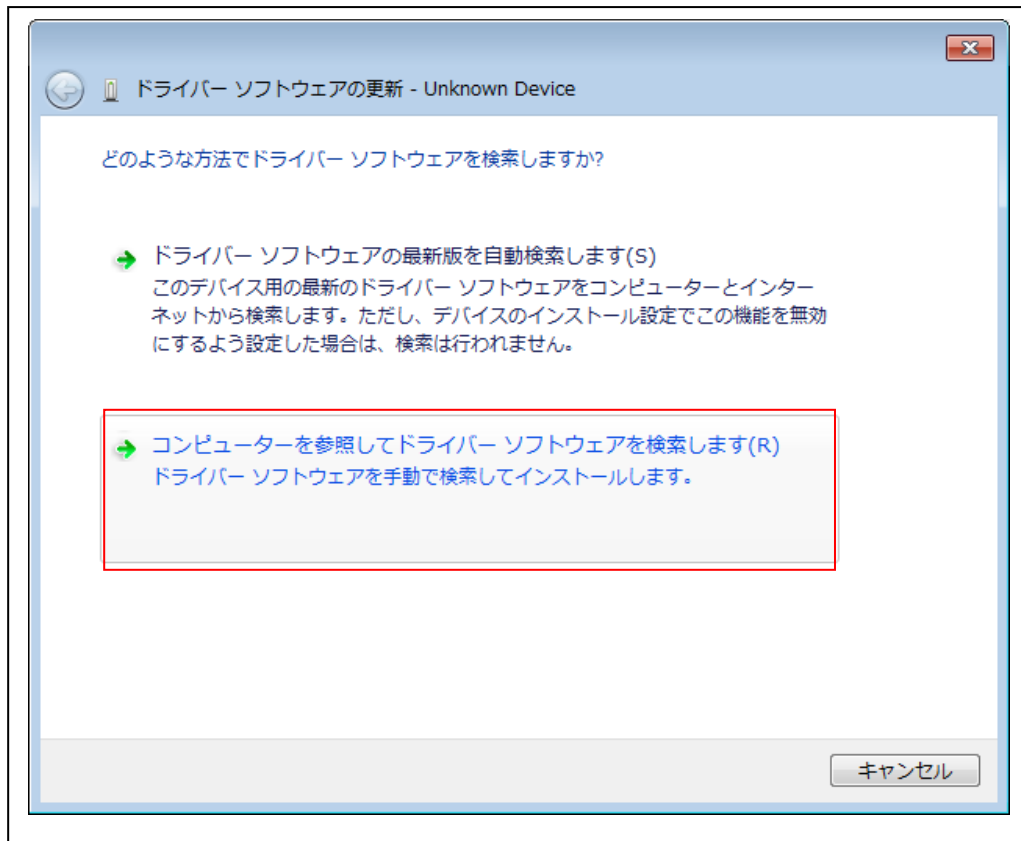 ドライバー ソフトウェアの更新 - Unknown Device
どのような方法でドライバー ソフトウェアを検索しますか?
ドライバー ソフトウェアの最新版を自動検索します(S)
このデバイス用の最新のドライバー ソフトウェアをコンピューターとインター
ネットから検索します。ただし、デバイスのインストール設定でこの機能を無効
にするよう設定した場合は、検索は行われません。
コンピューターを参照してドライバー ソフトウェアを検索します(R)
ドライバー ソフトウェアを手動で検索してインストールします。
キャンセル